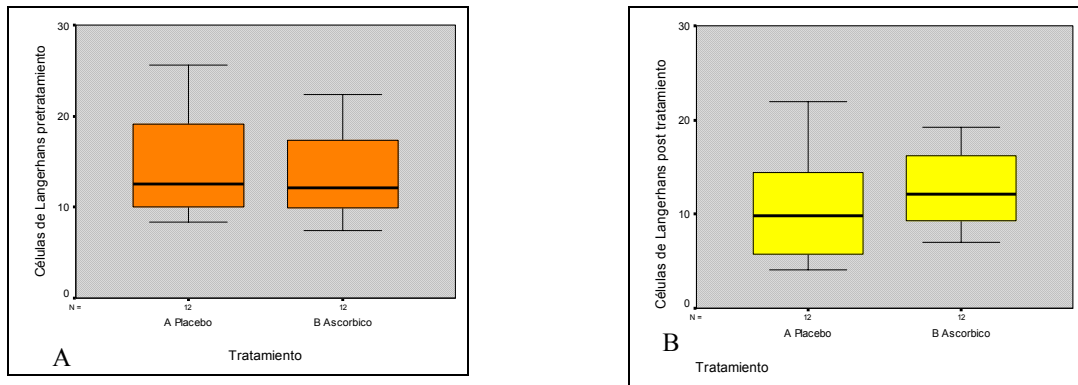 Células de Langerhans pretratamiento
30
20
10
0
N =
12
12
A Placebo
B Ascorbico
Tratamiento
A
Células de Langerhans post tratamiento
30
20
10
0
N =
12
12
A Placebo
B Ascorbico
B
Tratamiento